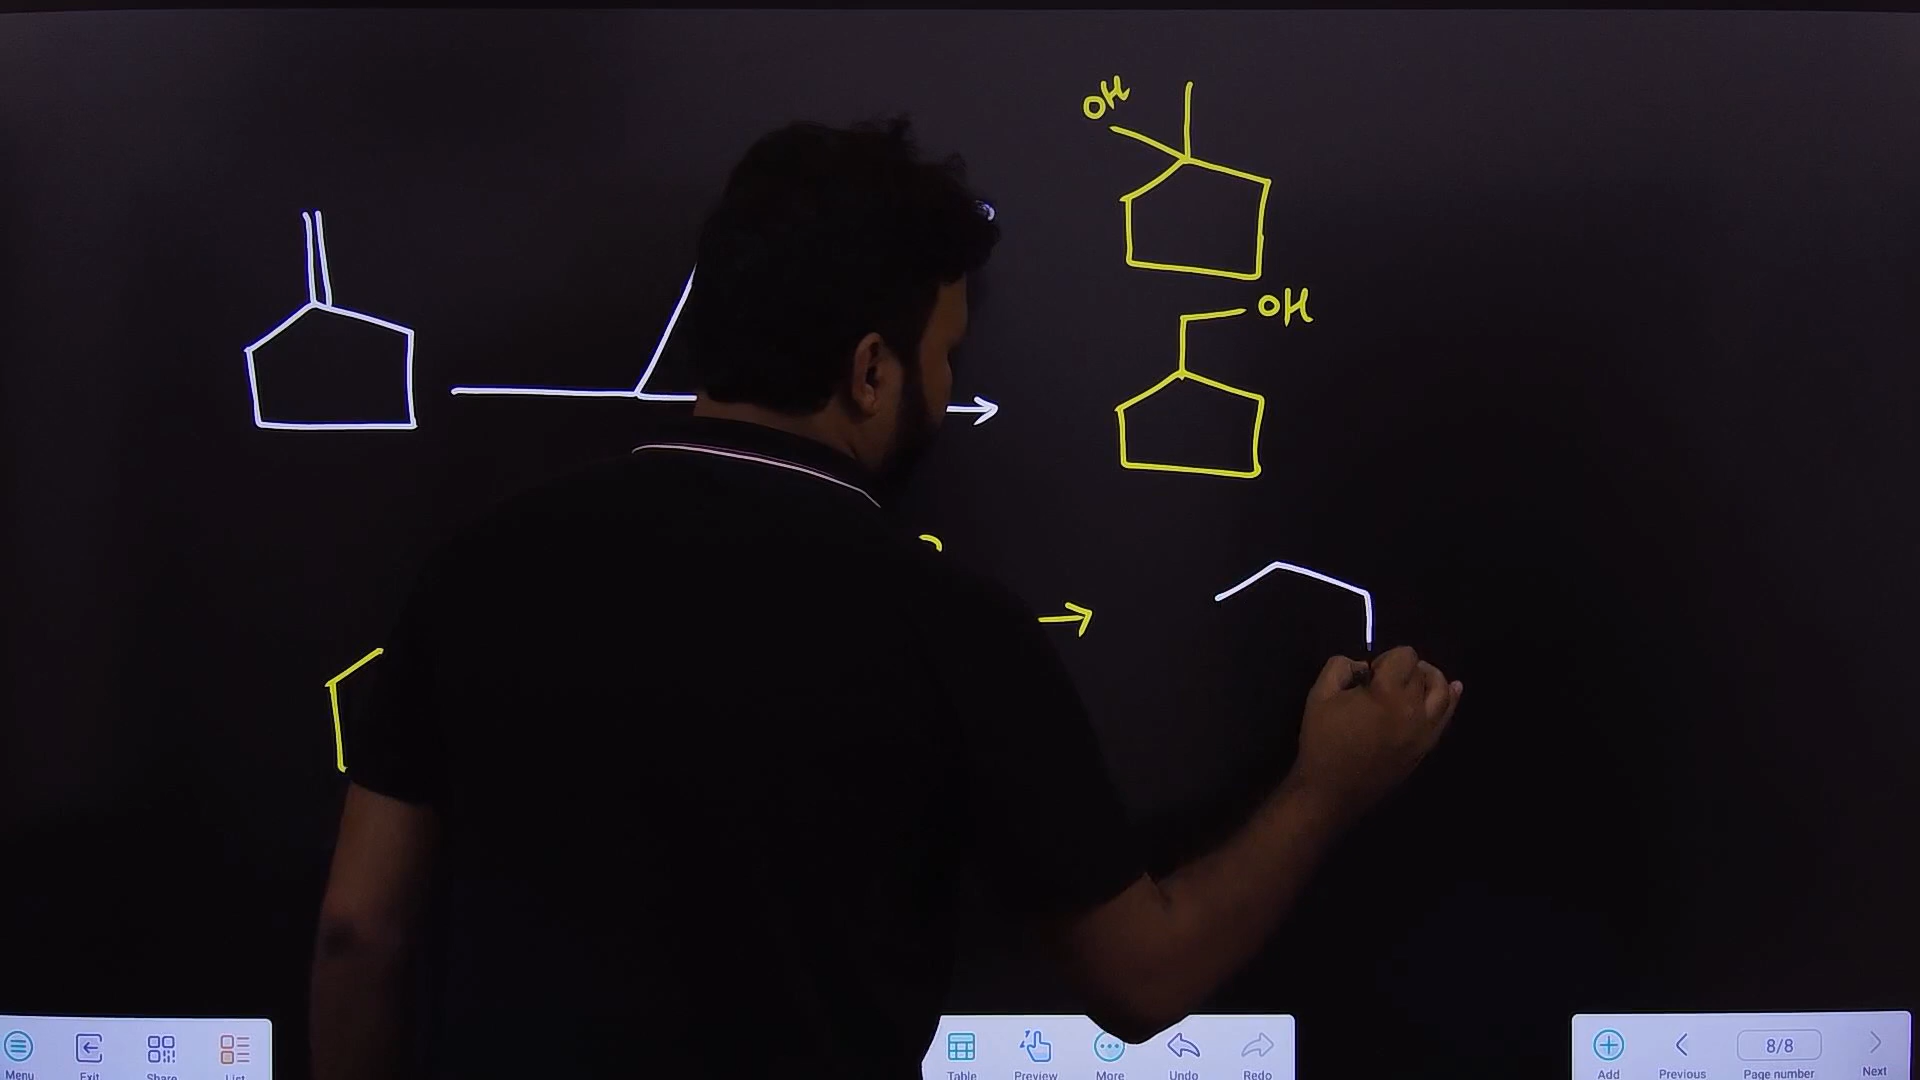 OH
OH
Menu Exit Share List Table Preview More Undo Redo Add Previous 8/8 Page number Next